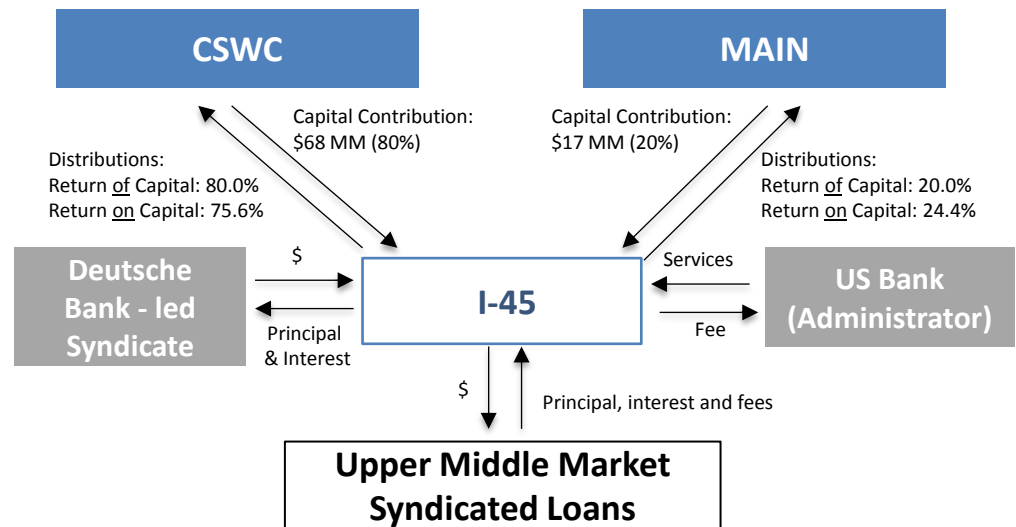 CSWC
MAIN
Capital Contribution:
$68 MM (80%)
Capital Contribution:
$17 MM (20%)
Distributions:
Return of Capital: 80.0%
Return on Capital: 75.6%
Distributions:
Return of Capital: 20.0%
Return on Capital: 24.4%
Deutsche
Bank - led
Syndicate
$
Principal
& Interest
I-45
Services
Fee
US Bank
(Administrator)
$
Principal, interest and fees
Upper Middle Market
Syndicated Loans